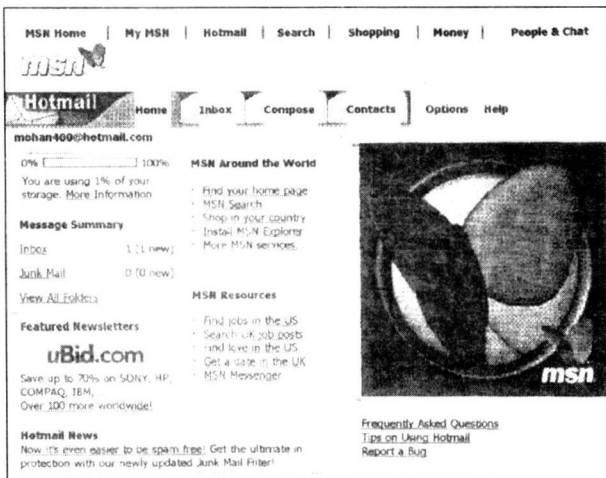 MSN Home | My MSN | Hotmail | Search | Shopping | Money | People & Chat
msn
Hotmail Home Inbox Compose Contacts Options Help
mohan400@hotmail.com
0% 100%
You are using 1% of your
storage. More Information
Message Summary
Inbox 1 (1 new)
Junk Mail 0 (0 new)
View All Folders
Featured Newsletters
uBid.com
Save up to 70% on SONY, HP,
COMPAQ, IBM,
Over 100 more worldwide!
Hotmail News
Now it's even easier to be spam free! Get the ultimate in
protection with our newly updated Junk Mail Filter!
MSN Around the World
Find your home page
MSN Search
Shop in your country
Install MSN Explorer
More MSN services.
MSN Resources
Find jobs in the US
Search UK job posts
Find love in the US
Get a date in the UK
MSN Messenger
msn
Frequently Asked Questions
Tips on Using Hotmail
Report a Bug